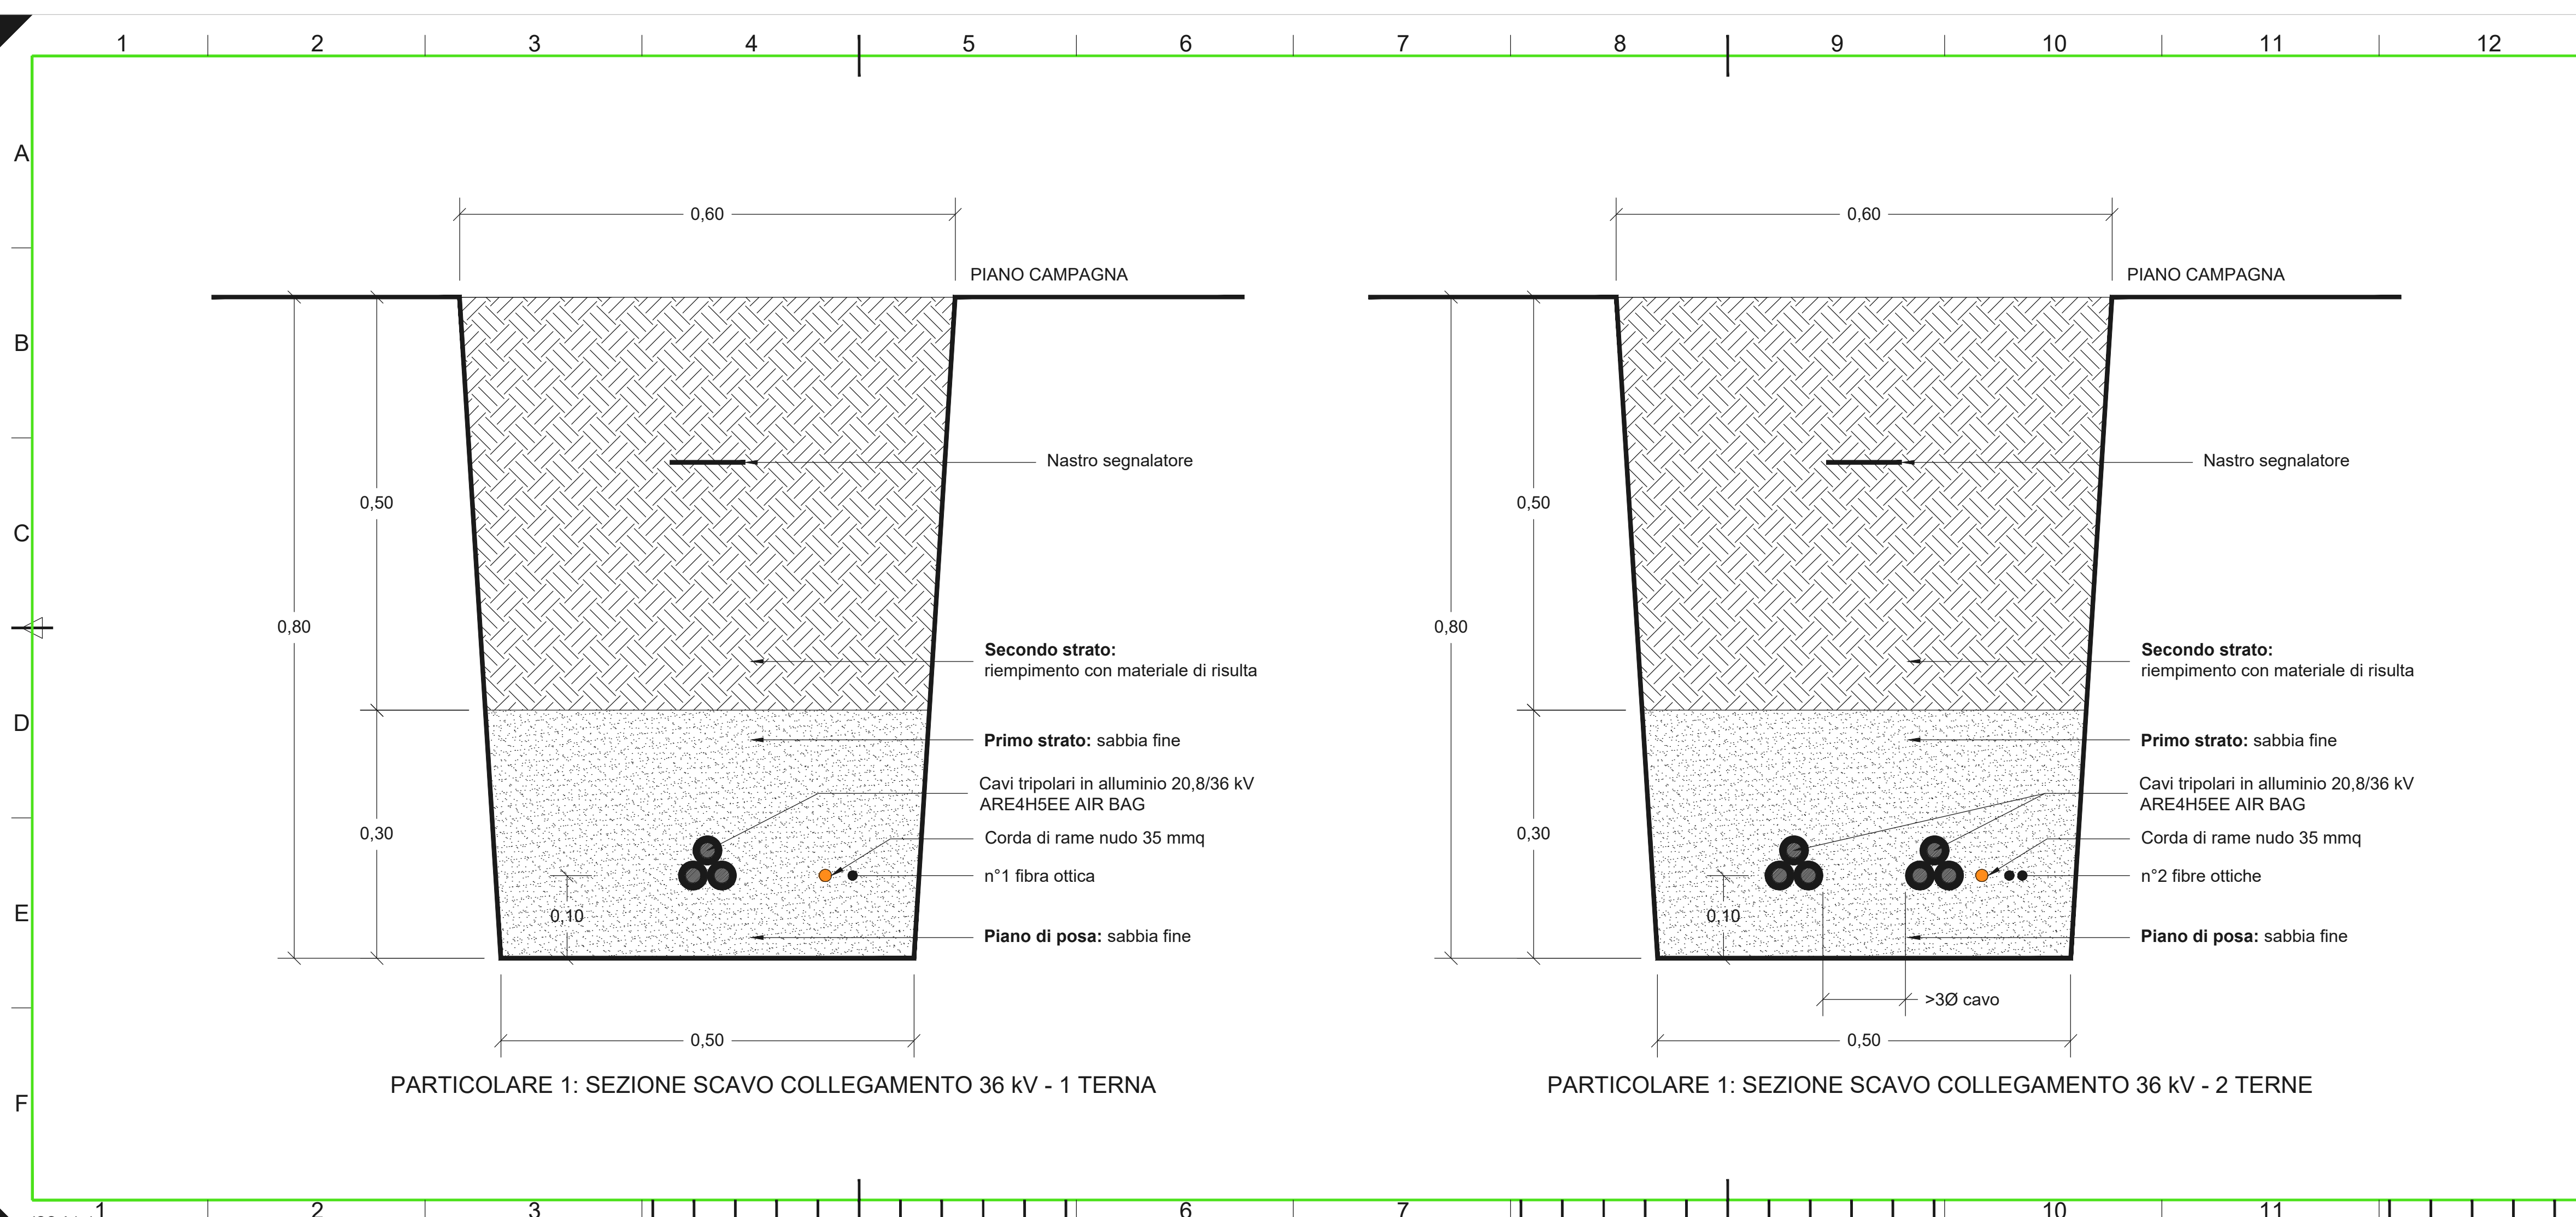 1 2 3 4 5 6 7 8 9 10 11 12
A
B
C
D
E
F
0,60
PIANO CAMPAGNA
Nastro segnalatore
0,50
0,80
Secondo strato:
riempimento con materiale di risulta
Primo strato: sabbia fine
Cavi tripolari in alluminio 20,8/36 kV
ARE4H5EE AIR BAG
0,30
Corda di rame nudo 35 mmq
n°1 fibra ottica
0,10
Piano di posa: sabbia fine
0,50
PARTICOLARE 1: SEZIONE SCAVO COLLEGAMENTO 36 kV - 1 TERNA
0,60
PIANO CAMPAGNA
Nastro segnalatore
0,50
0,80
Secondo strato:
riempimento con materiale di risulta
Primo strato: sabbia fine
Cavi tripolari in alluminio 20,8/36 kV
ARE4H5EE AIR BAG
0,30
Corda di rame nudo 35 mmq
n°2 fibre ottiche
0,10
Piano di posa: sabbia fine
>3Ø cavo
0,50
PARTICOLARE 1: SEZIONE SCAVO COLLEGAMENTO 36 kV - 2 TERNE
1 2 3 6 7 10 11